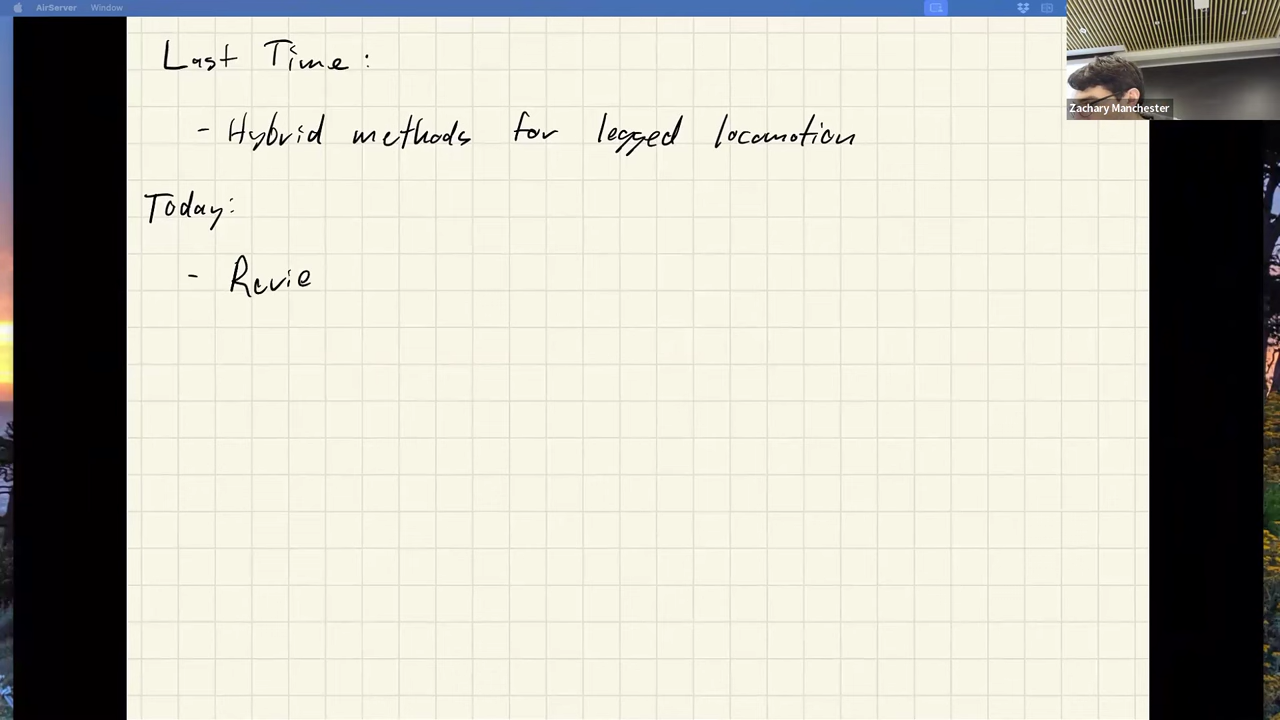 AirServer Window
Last Time:
- Hybrid methods for legged locomotion
Today:
- Revie
Zachary Manchester